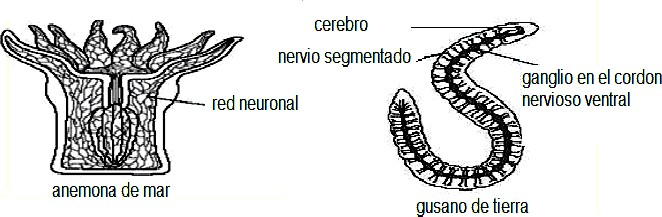 cerebro
nervio segmentado
ganglio en el cordon
nervioso ventral
red neuronal
anemona de mar
gusano de tierra